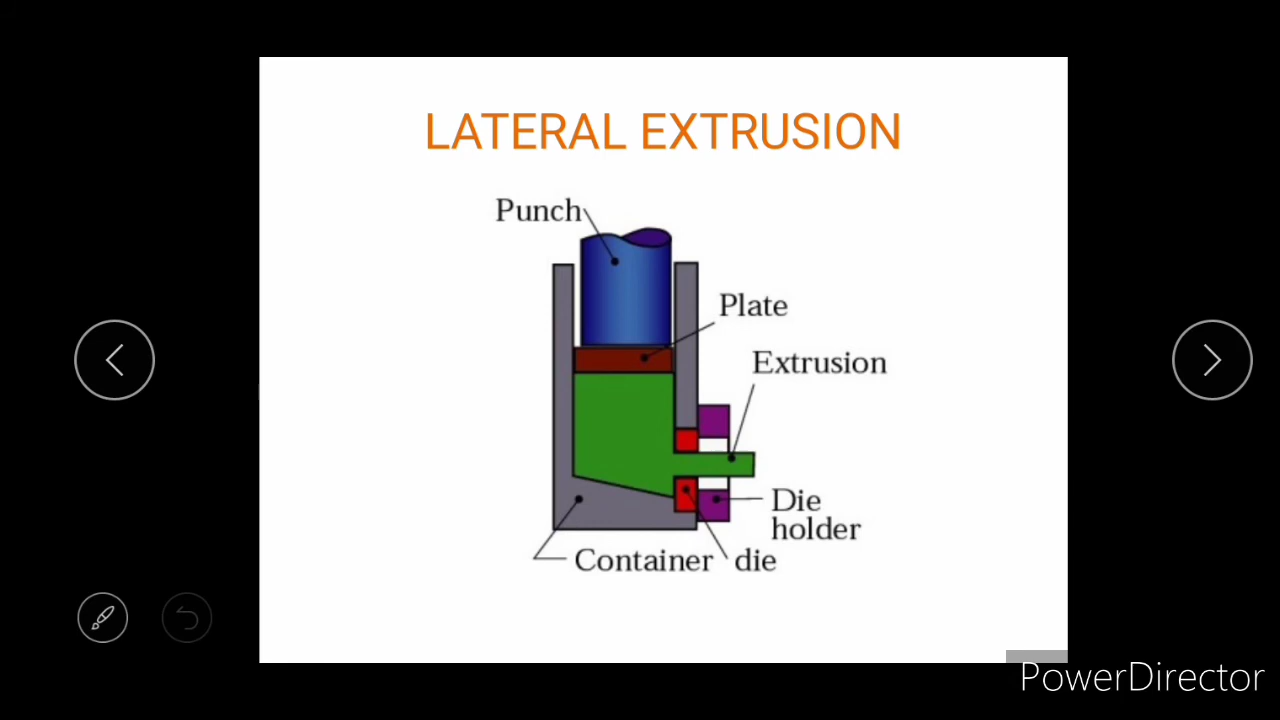 LATERAL EXTRUSION
Punch
Plate
Extrusion
Die
holder
Container
die
PowerDirector